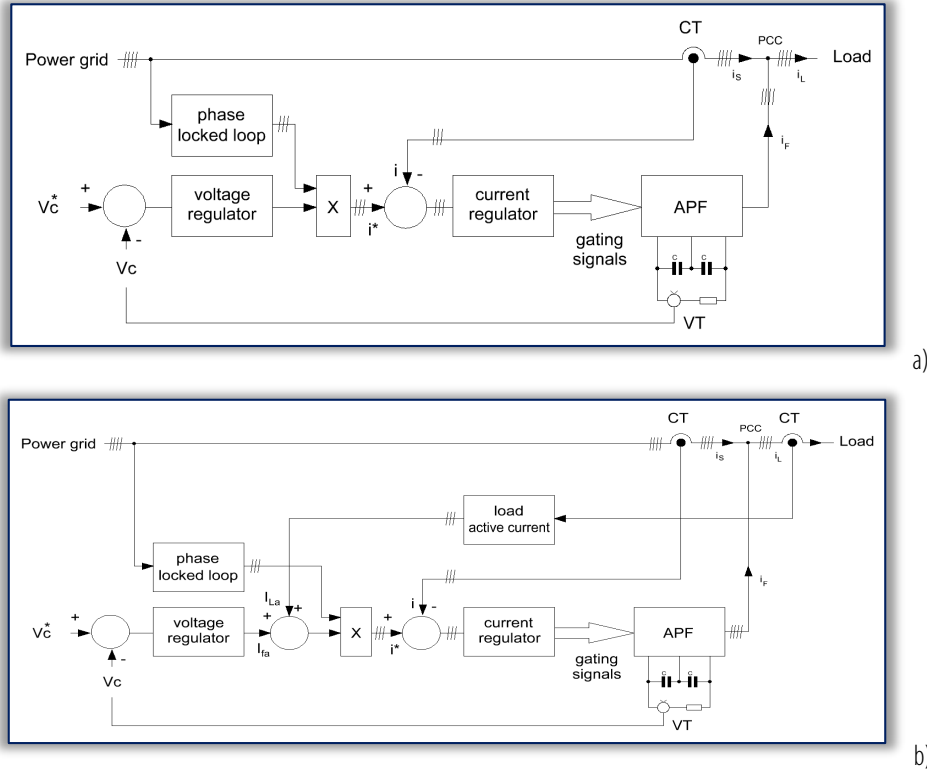 CT
PCC
Power grid
Load
iS
iL
phase
locked loop
iF
i
-
+
Vc*
voltage
regulator
X
+
i*
current
regulator
APF
-
Vc
gating
signals
C
C
VT
a)
CT
PCC
CT
Power grid
Load
iS
iL
load
active current
phase
locked loop
iF
ILa
+
i
-
+
Vc*
voltage
regulator
+
Ifa
X
+
i*
current
regulator
APF
-
Vc
gating
signals
C
C
VT
b)